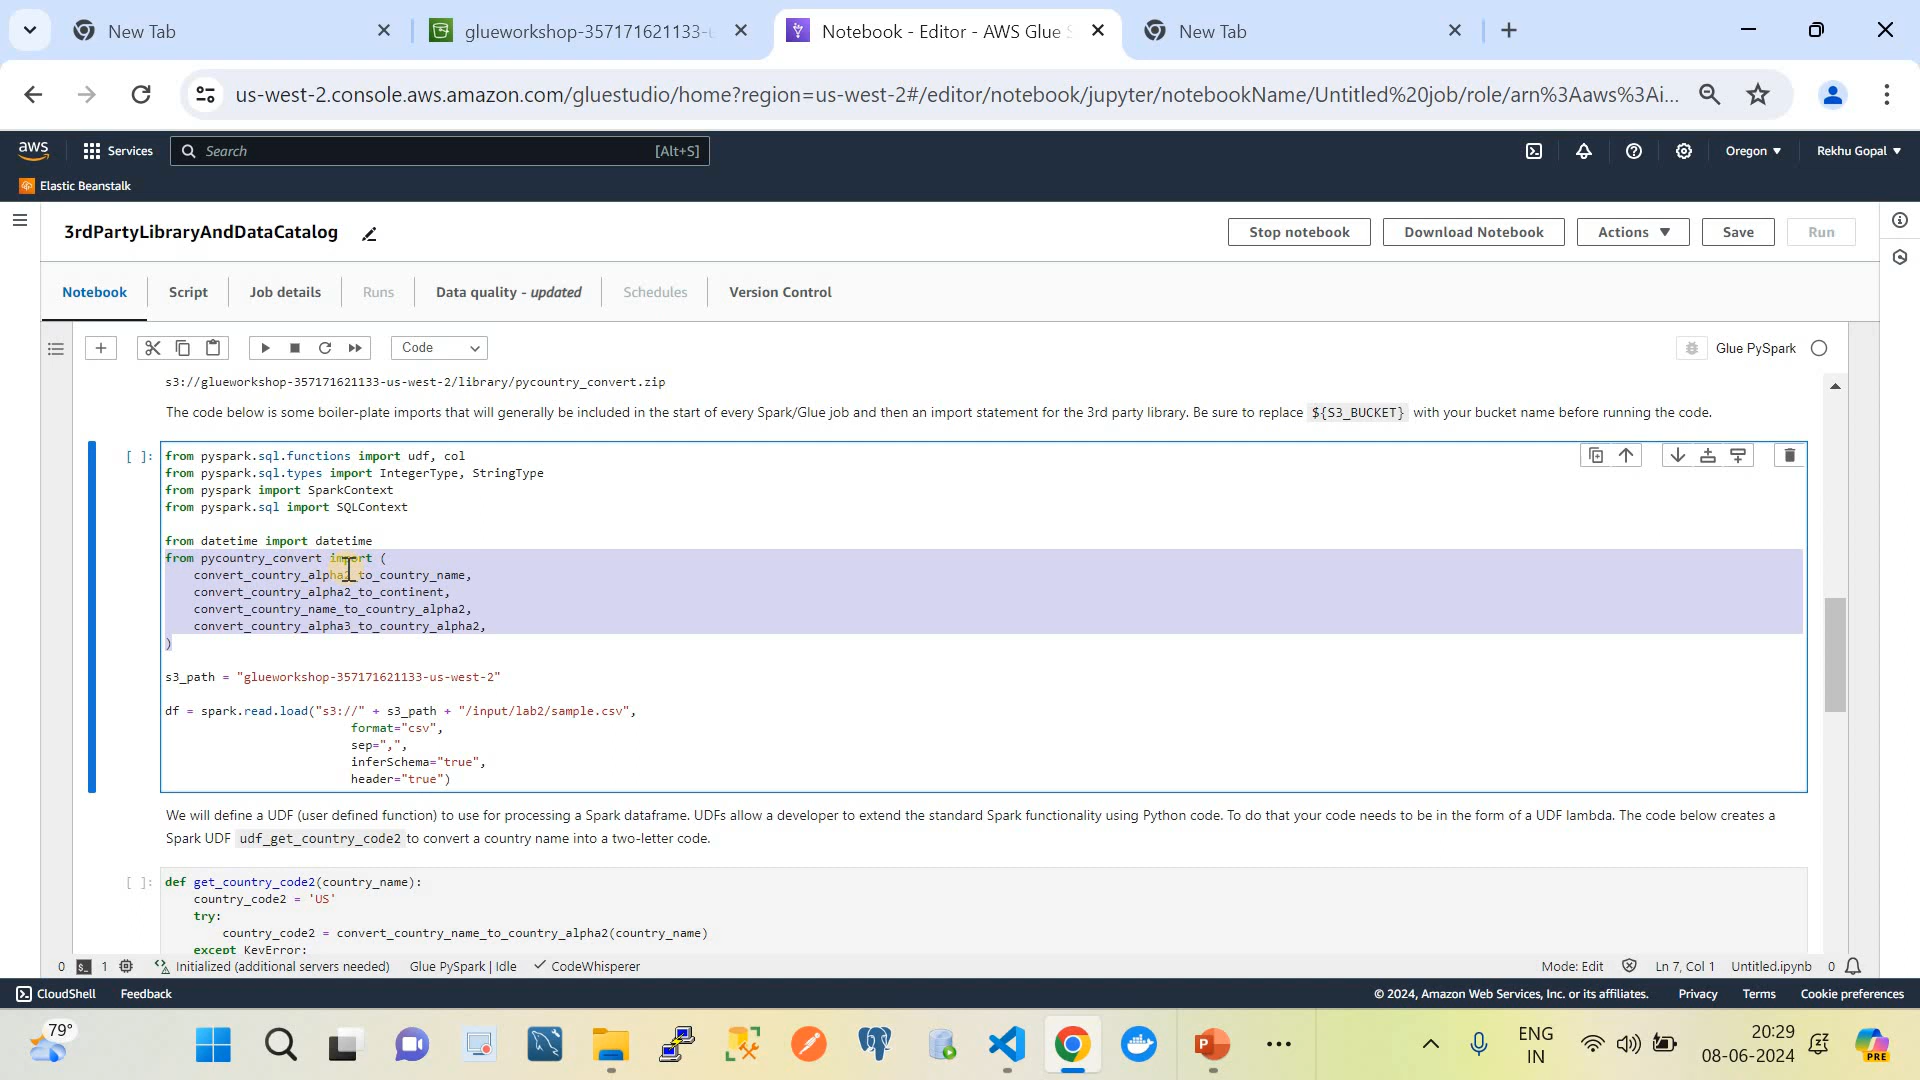 New Tab
glueworkshop-357171621133-u
Notebook - Editor - AWS Glue S
New Tab
us-west-2.console.aws.amazon.com/gluestudio/home?region=us-west-2#/editor/notebook/jupyter/notebookName/Untitled%20job/role/arn%3Aaws%3Ai...
aws
Services
Search
[Alt+S]
Oregon
Rekhu Gopal
Elastic Beanstalk
3rdPartyLibraryAndDataCatalog
Stop notebook
Download Notebook
Actions
Save
Run
Notebook
Script
Job details
Runs
Data quality - updated
Schedules
Version Control
Code
Glue PySpark
s3://glueworkshop-357171621133-us-west-2/library/pycountry_convert.zip
The code below is some boiler-plate imports that will generally be included in the start of every Spark/Glue job and then an import statement for the 3rd party library. Be sure to replace ${S3_BUCKET} with your bucket name before running the code.
[ ]: from pyspark.sql.functions import udf, col
from pyspark.sql.types import IntegerType, StringType
from pyspark import SparkContext
from pyspark.sql import SQLContext
from datetime import datetime
from pycountry_convert import (
    convert_country_alpha2_to_country_name,
    convert_country_alpha2_to_continent,
    convert_country_name_to_country_alpha2,
    convert_country_alpha3_to_country_alpha2,
)
s3_path = "glueworkshop-357171621133-us-west-2"
df = spark.read.load("s3://" + s3_path + "/input/lab2/sample.csv",
                          format="csv",
                          sep=",",
                          inferSchema="true",
                          header="true")
We will define a UDF (user defined function) to use for processing a Spark dataframe. UDFs allow a developer to extend the standard Spark functionality using Python code. To do that your code needs to be in the form of a UDF lambda. The code below creates a
Spark UDF udf_get_country_code2 to convert a country name into a two-letter code.
[ ]: def get_country_code2(country_name):
    country_code2 = 'US'
    try:
        country_code2 = convert_country_name_to_country_alpha2(country_name)
    except KeyError:
0
1
Initialized (additional servers needed)
Glue PySpark | Idle
CodeWhisperer
Mode: Edit
Ln 7, Col 1
Untitled.ipynb
0
CloudShell
Feedback
© 2024, Amazon Web Services, Inc. or its affiliates.
Privacy
Terms
Cookie preferences
79°
ENG
IN
20:29
08-06-2024
PRE